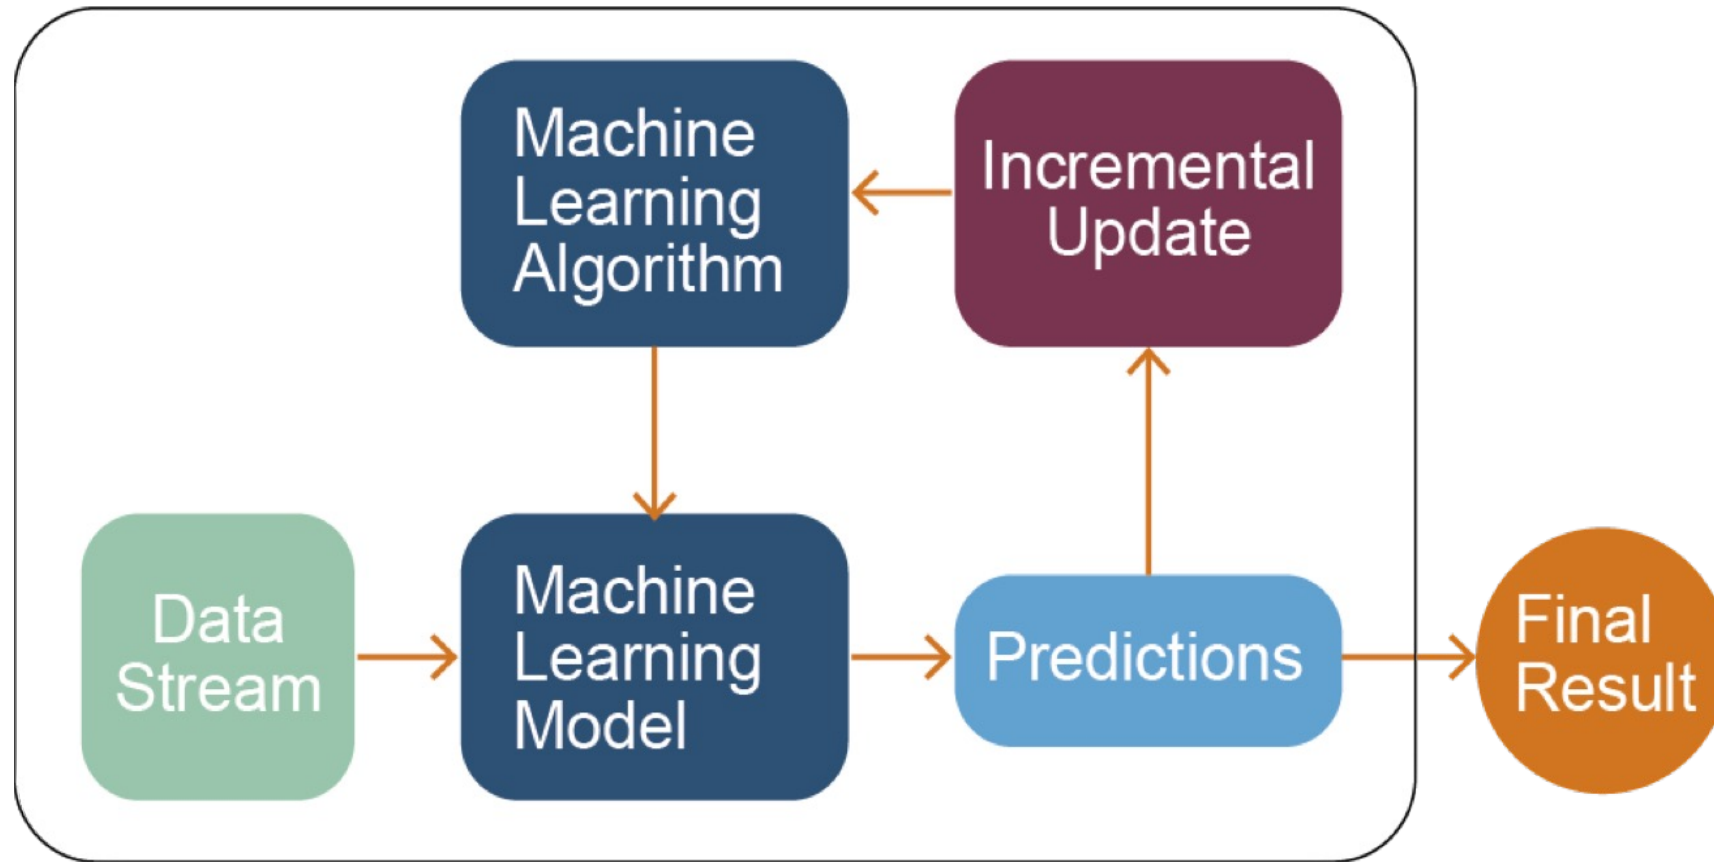 Machine
Learning
Algorithm
Incremental
Update
Data
Stream
Machine
Learning
Model
Predictions
Final
Result